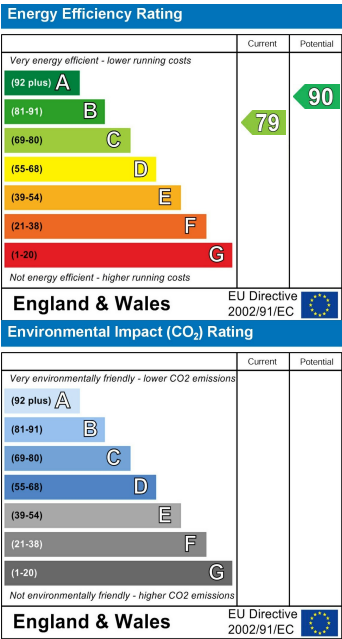 Energy Efficiency Rating
Current Potential
Very energy efficient - lower running costs
(92 plus) A
(81-91) B
(69-80) C
(55-68) D
(39-54) E
(21-38) F
(1-20) G
79
90
Not energy efficient - higher running costs
England & Wales
EU Directive
2002/91/EC
Environmental Impact (CO₂) Rating
Current Potential
Very environmentally friendly - lower CO2 emissions
(92 plus) A
(81-91) B
(69-80) C
(55-68) D
(39-54) E
(21-38) F
(1-20) G
Not environmentally friendly - higher CO2 emissions
England & Wales
EU Directive
2002/91/EC